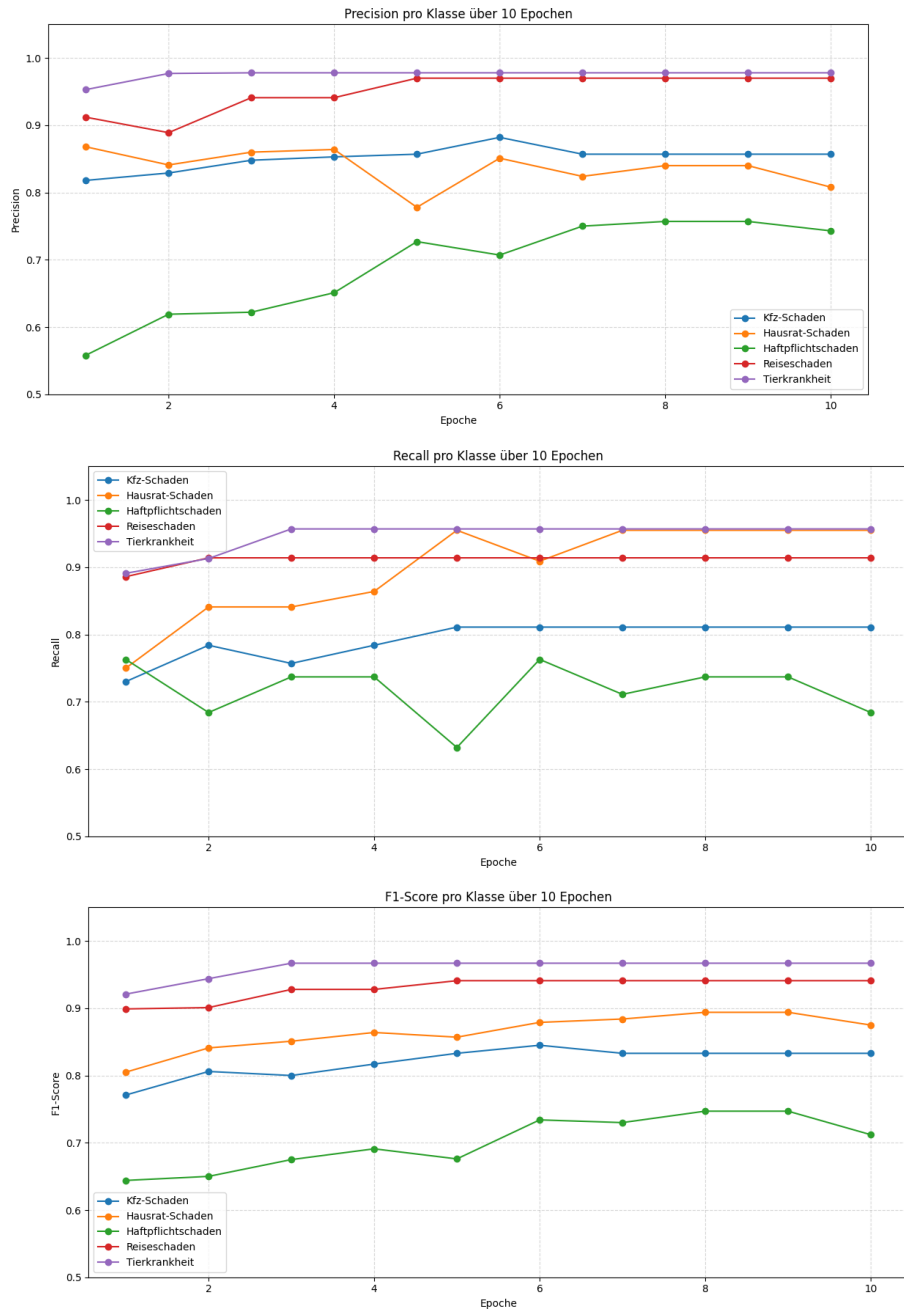 Precision pro Klasse über 10 Epochen
1.0
0.9
0.8
0.7
0.6
0.5
Precision
2
4
6
8
10
Epoche
Kfz-Schaden
Hausrat-Schaden
Haftpflichtschaden
Reiseschaden
Tierkrankheit
Recall pro Klasse über 10 Epochen
Kfz-Schaden
Hausrat-Schaden
Haftpflichtschaden
Reiseschaden
Tierkrankheit
1.0
0.9
0.8
0.7
0.6
0.5
Recall
2
4
6
8
10
Epoche
F1-Score pro Klasse über 10 Epochen
1.0
0.9
0.8
0.7
0.6
0.5
F1-Score
Kfz-Schaden
Hausrat-Schaden
Haftpflichtschaden
Reiseschaden
Tierkrankheit
2
4
6
8
10
Epoche